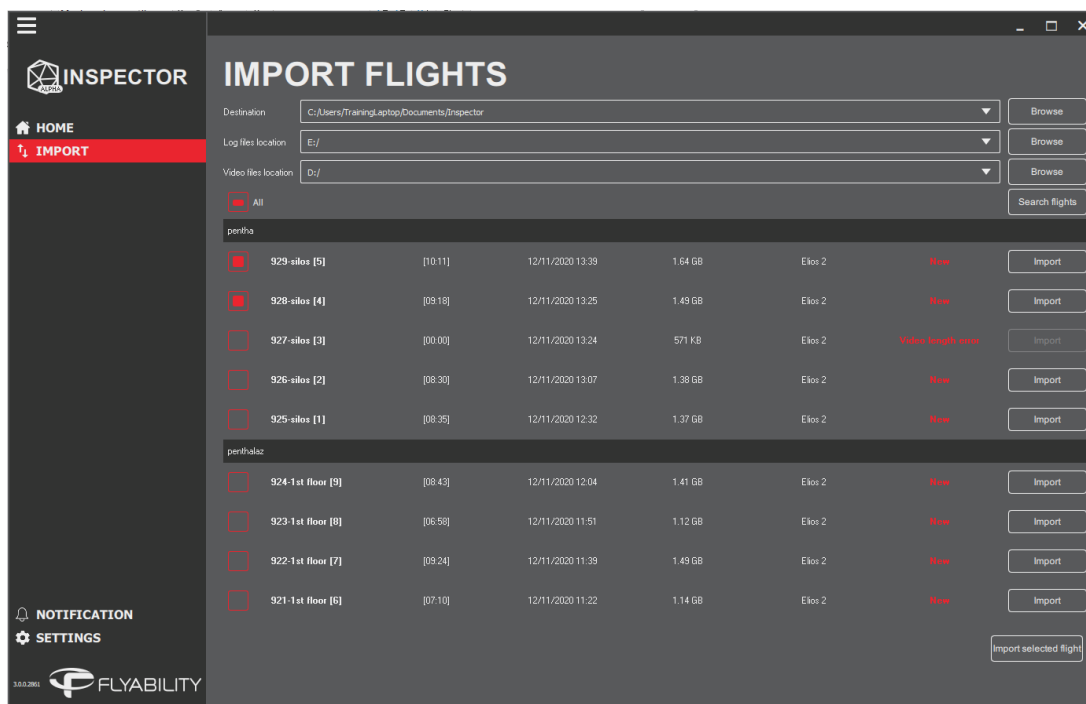 INSPECTOR
ALPHA
HOME
IMPORT
NOTIFICATION
SETTINGS
3.0.0.2861
FLYABILITY
IMPORT FLIGHTS
Destination C:/Users/TrainingLaptop/Documents/Inspector Browse
Log files location E:/ Browse
Video files location D:/ Browse
All Search flights
pentha
929-silos [5] [10:11] 12/11/2020 13:39 1.64 GB Elios 2 New Import
928-silos [4] [09:18] 12/11/2020 13:25 1.49 GB Elios 2 New Import
927-silos [3] [00:00] 12/11/2020 13:24 571 KB Elios 2 Video length zero Import
926-silos [2] [08:30] 12/11/2020 13:07 1.38 GB Elios 2 New Import
925-silos [1] [08:35] 12/11/2020 12:32 1.37 GB Elios 2 New Import
penthalaz
924-1st floor [9] [08:43] 12/11/2020 12:04 1.41 GB Elios 2 New Import
923-1st floor [8] [06:58] 12/11/2020 11:51 1.12 GB Elios 2 New Import
922-1st floor [7] [09:24] 12/11/2020 11:39 1.49 GB Elios 2 New Import
921-1st floor [6] [07:10] 12/11/2020 11:22 1.14 GB Elios 2 New Import
Import selected flight